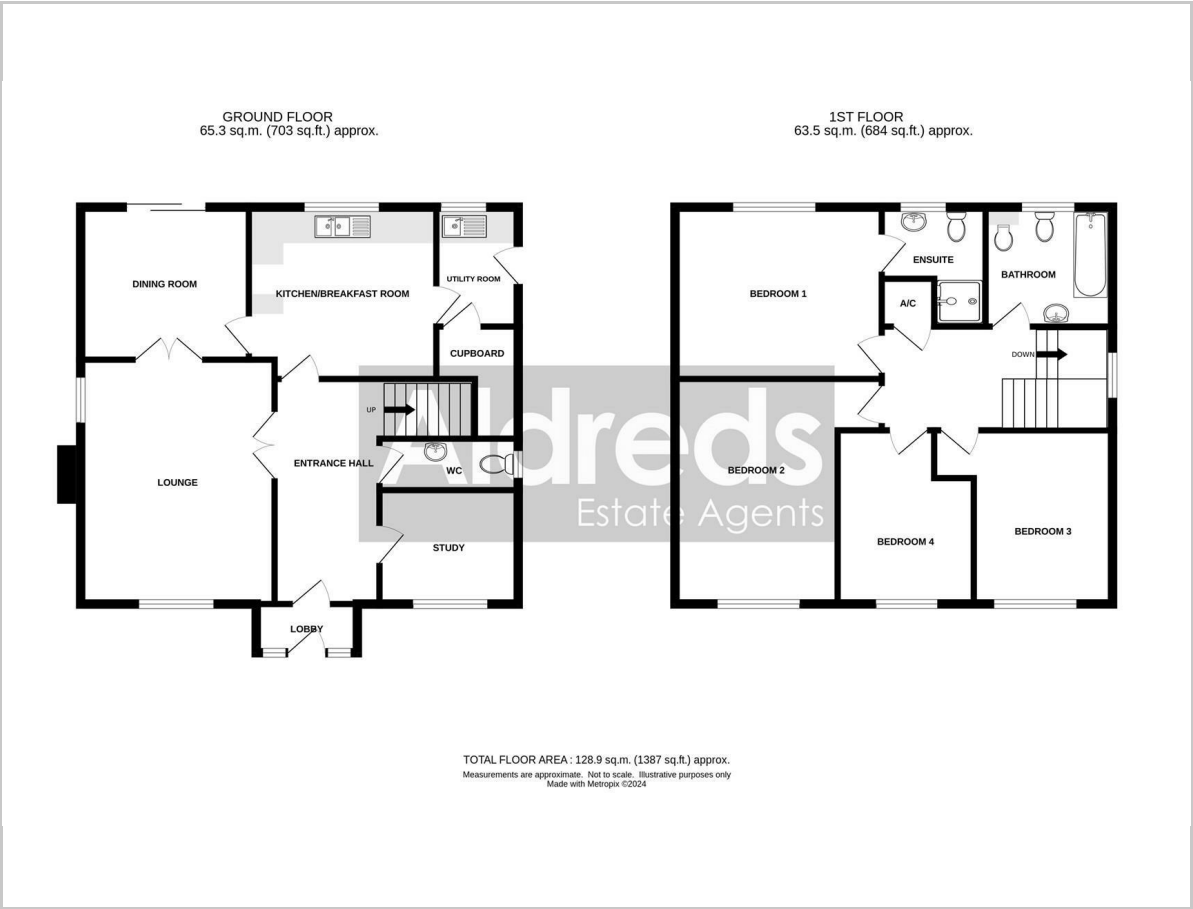 GROUND FLOOR
65.3 sq.m. (703 sq.ft.) approx.
1ST FLOOR
63.5 sq.m. (684 sq.ft.) approx.
DINING ROOM
KITCHEN/BREAKFAST ROOM
UTILITY ROOM
CUPBOARD
UP
LOUNGE
ENTRANCE HALL
WC
STUDY
LOBBY
BEDROOM 1
ENSUITE
BATHROOM
A/C
DOWN
BEDROOM 2
BEDROOM 4
BEDROOM 3
Aldreds
Estate Agents
TOTAL FLOOR AREA : 128.9 sq.m. (1387 sq.ft.) approx.
Measurements are approximate. Not to scale. Illustrative purposes only
Made with Metropix ©2024